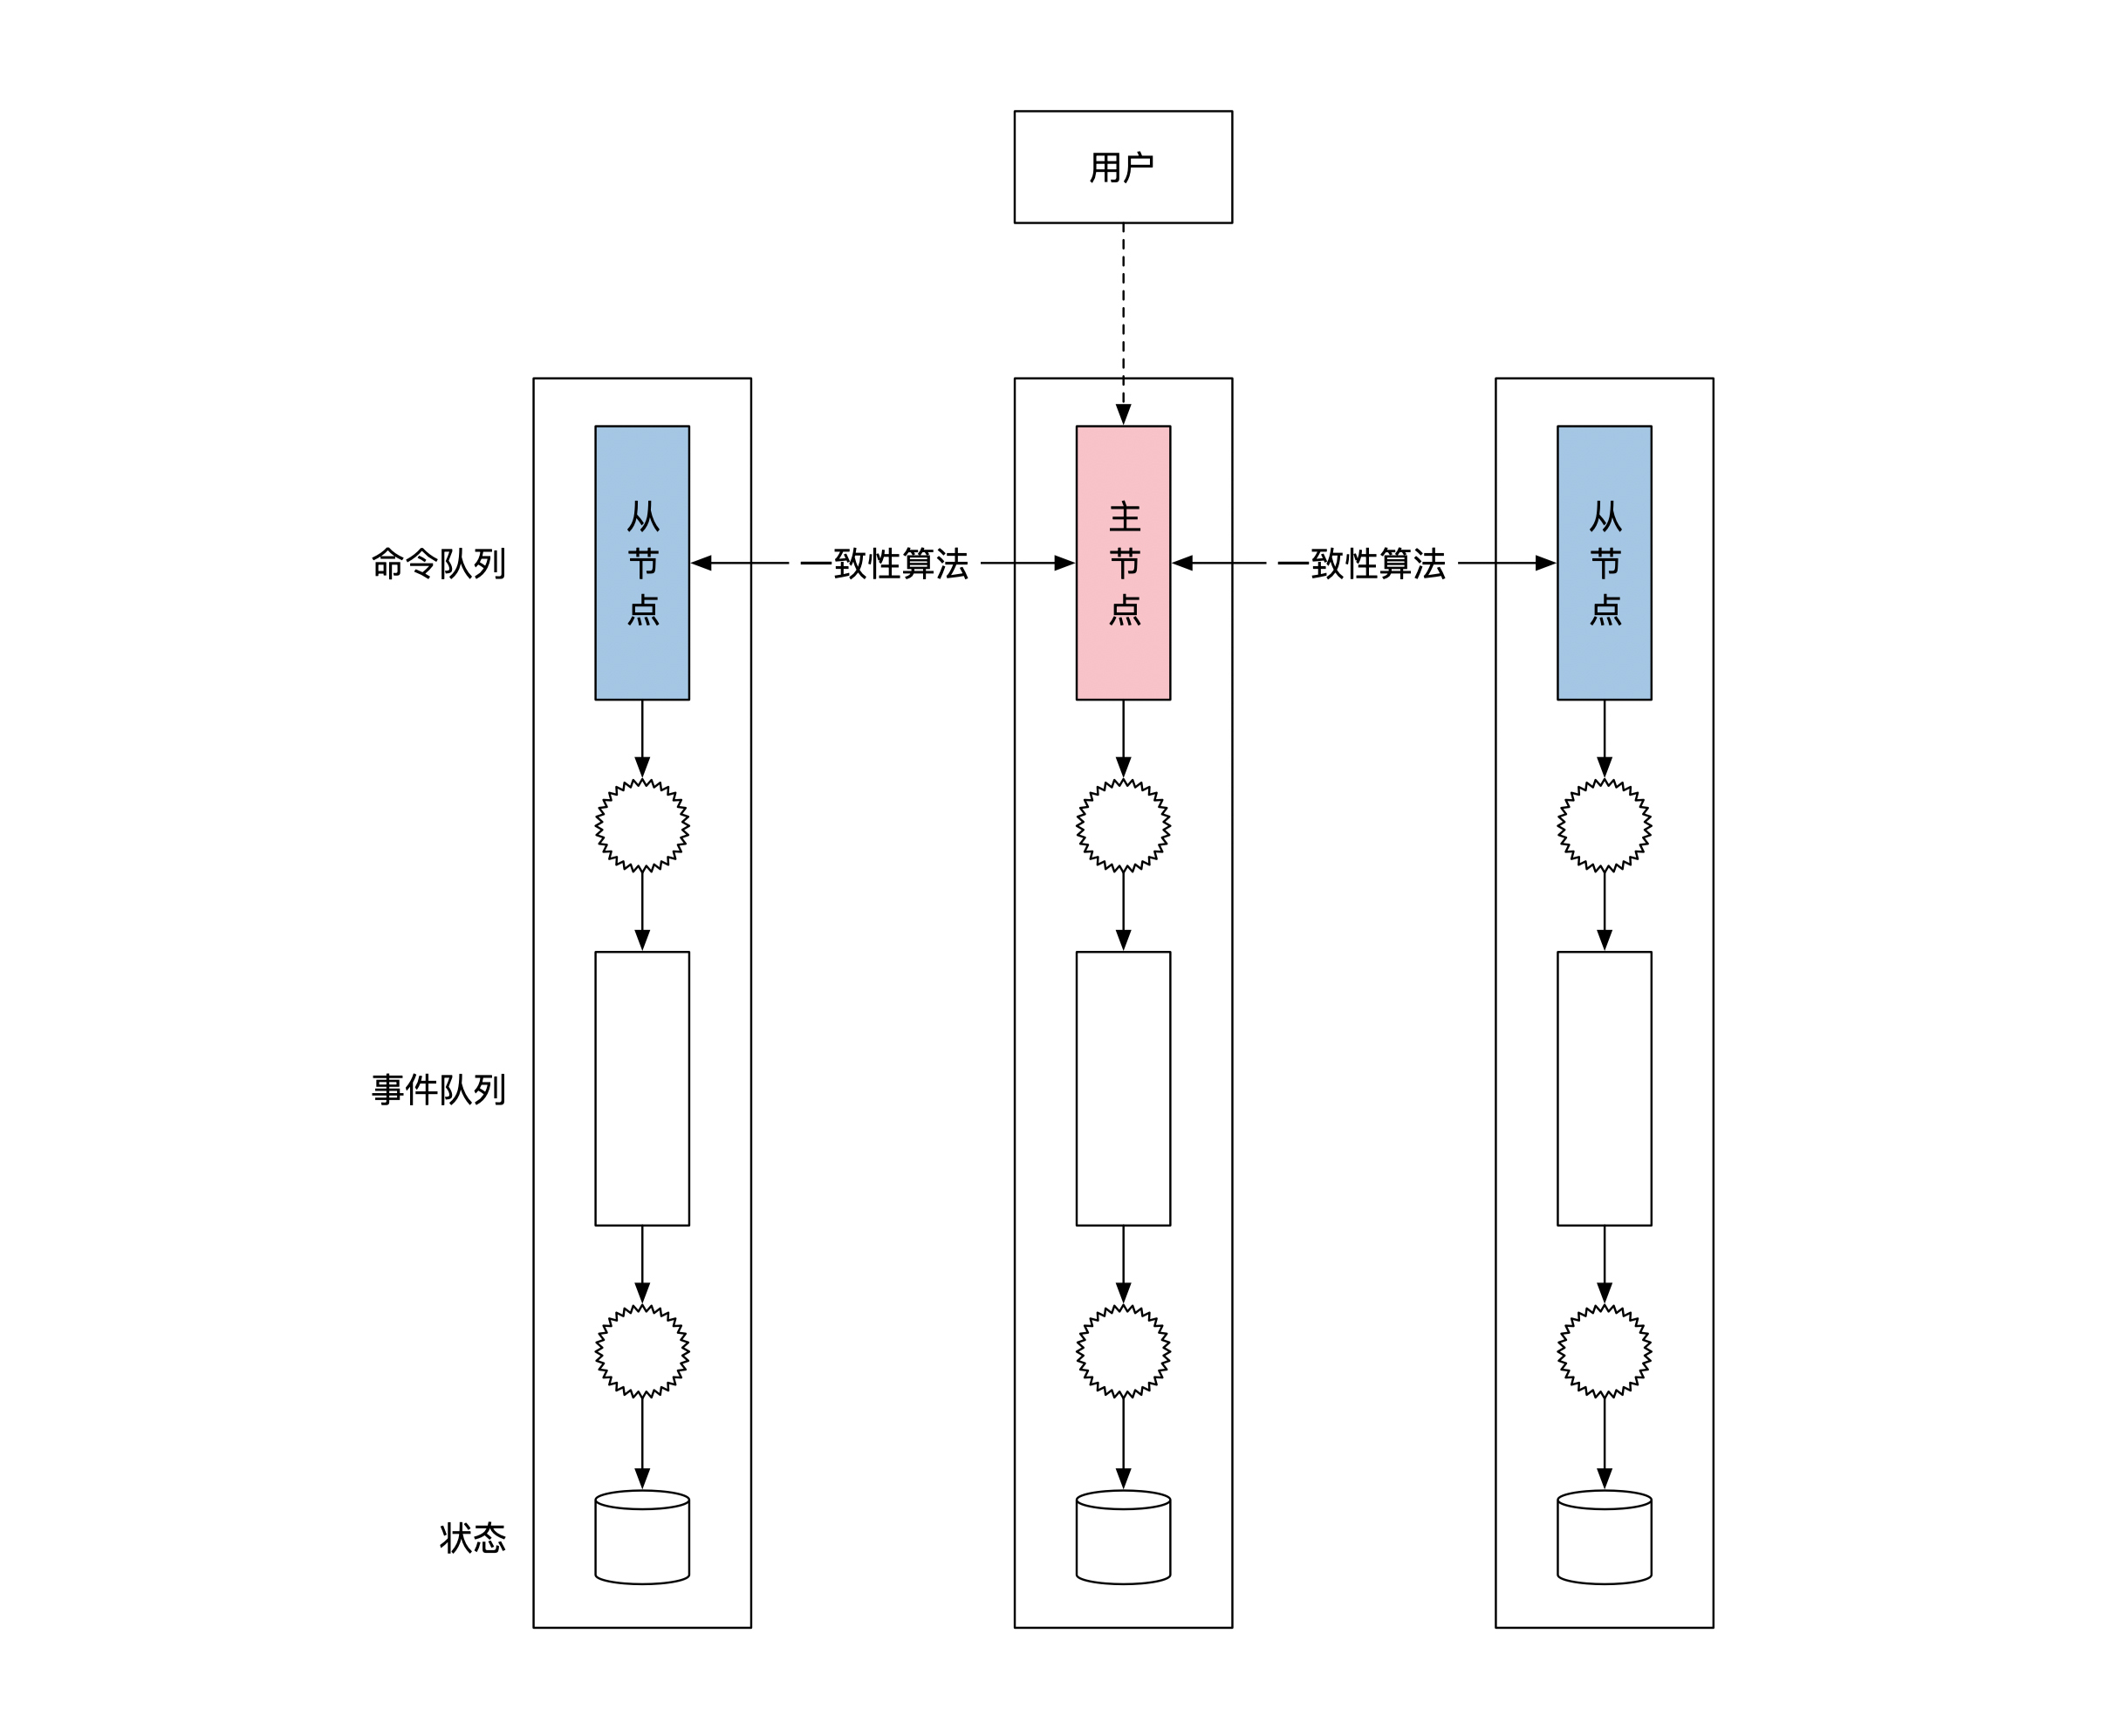 用户
命令队列
从
节
点
一致性算法
主
节
点
一致性算法
从
节
点
事件队列
状态